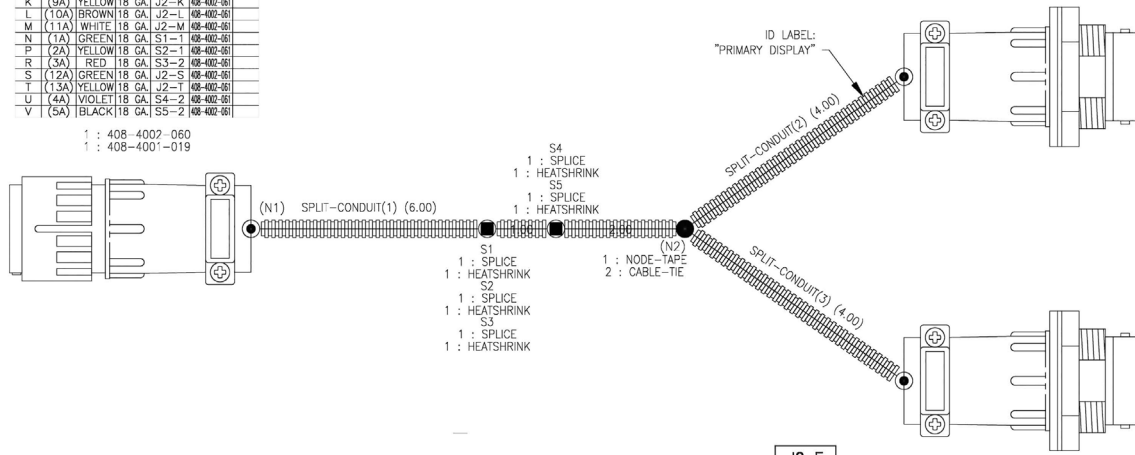 K (9A) YELLOW 18 GA. J2-K 408-4002-061
L (10A) BROWN 18 GA. J2-L 408-4002-061
M (11A) WHITE 18 GA. J2-M 408-4002-061
N (1A) GREEN 18 GA. S1-1 408-4002-061
P (2A) YELLOW 18 GA. S2-1 408-4002-061
R (3A) RED 18 GA. S3-2 408-4002-061
S (12A) GREEN 18 GA. J2-S 408-4002-061
T (13A) YELLOW 18 GA. J2-T 408-4002-061
U (4A) VIOLET 18 GA. S4-2 408-4002-061
V (5A) BLACK 18 GA. S5-2 408-4002-061
1 : 408-4002-060
1 : 408-4001-019
ID LABEL:
"PRIMARY DISPLAY"
SPLIT-CONDUIT(2) (4.00)
S4
1 : SPLICE
1 : HEATSHRINK
S5
1 : SPLICE
1 : HEATSHRINK
(N1) SPLIT-CONDUIT(1) (6.00)
1.00
2.00
(N2)
1 : NODE-TAPE
2 : CABLE-TIE
S1
1 : SPLICE
1 : HEATSHRINK
S2
1 : SPLICE
1 : HEATSHRINK
S3
1 : SPLICE
1 : HEATSHRINK
SPLIT-CONDUIT(3) (4.00)